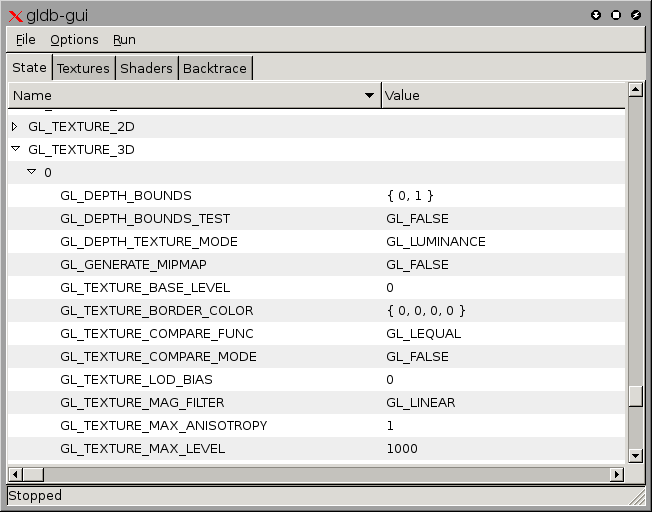 gldb-gui
File Options Run
State Textures Shaders Backtrace
Name Value
GL_TEXTURE_2D
GL_TEXTURE_3D
0
GL_DEPTH_BOUNDS { 0, 1 }
GL_DEPTH_BOUNDS_TEST GL_FALSE
GL_DEPTH_TEXTURE_MODE GL_LUMINANCE
GL_GENERATE_MIPMAP GL_FALSE
GL_TEXTURE_BASE_LEVEL 0
GL_TEXTURE_BORDER_COLOR { 0, 0, 0, 0 }
GL_TEXTURE_COMPARE_FUNC GL_LEQUAL
GL_TEXTURE_COMPARE_MODE GL_FALSE
GL_TEXTURE_LOD_BIAS 0
GL_TEXTURE_MAG_FILTER GL_LINEAR
GL_TEXTURE_MAX_ANISOTROPY 1
GL_TEXTURE_MAX_LEVEL 1000
Stopped